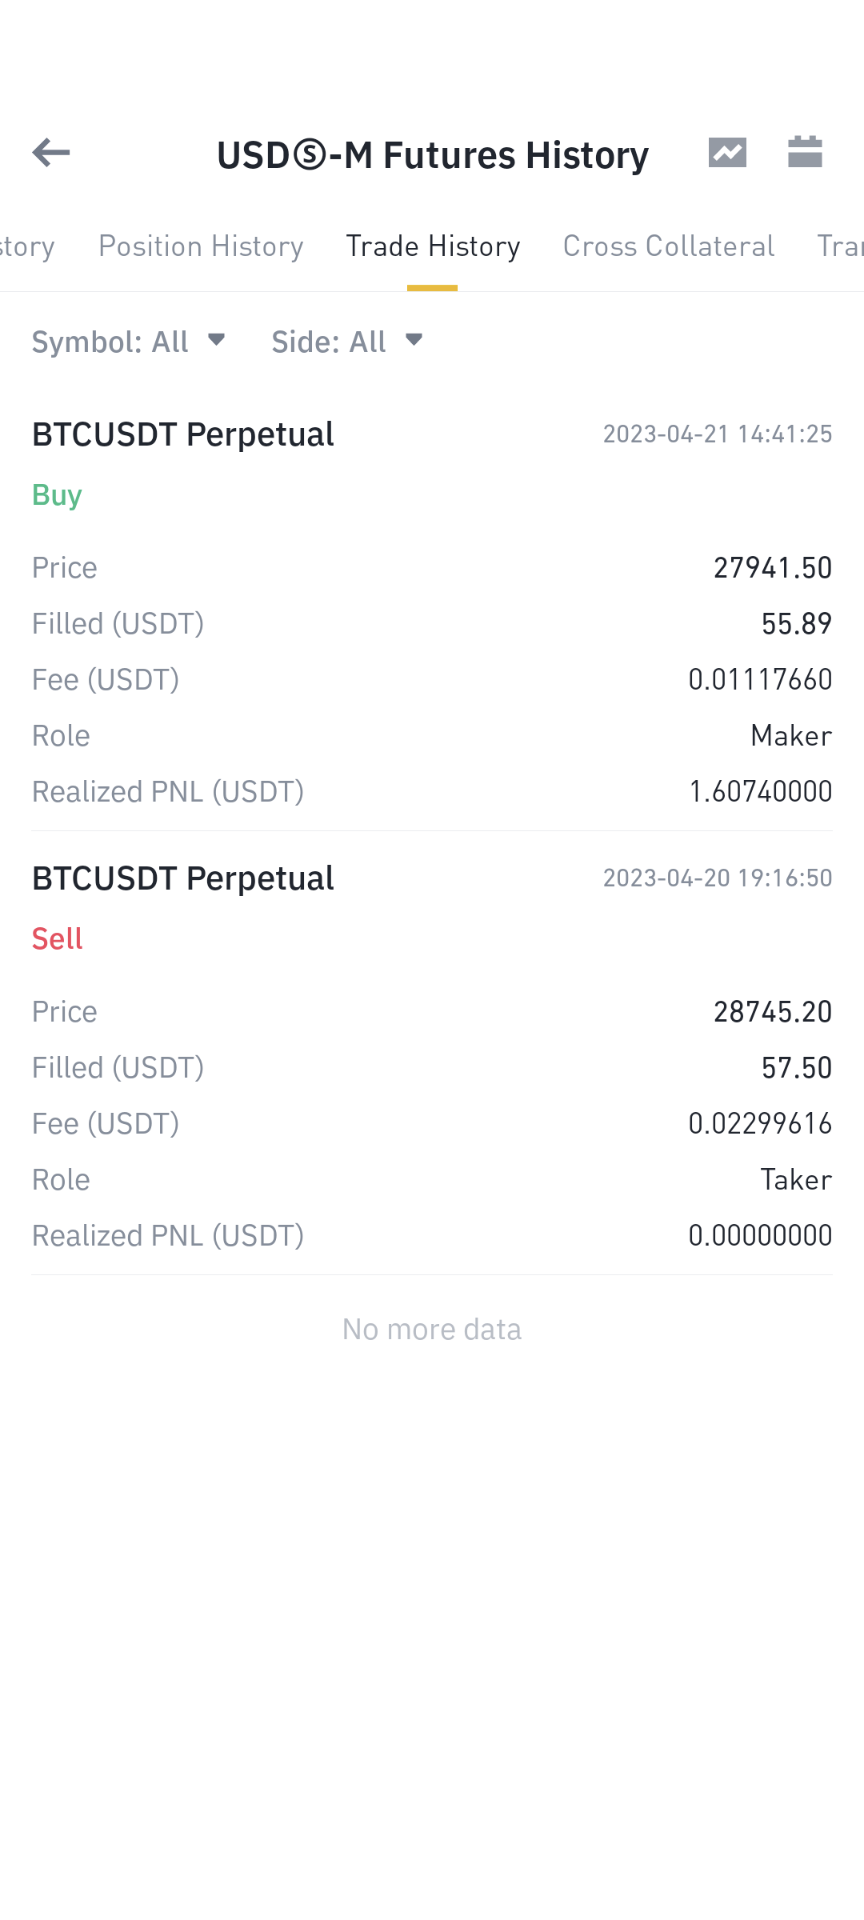 USDⓈ-M Futures History
story Position History Trade History Cross Collateral Tra
Symbol: All Side: All
BTCUSDT Perpetual 2023-04-21 14:41:25
Buy
Price 27941.50
Filled (USDT) 55.89
Fee (USDT) 0.01117660
Role Maker
Realized PNL (USDT) 1.60740000
BTCUSDT Perpetual 2023-04-20 19:16:50
Sell
Price 28745.20
Filled (USDT) 57.50
Fee (USDT) 0.02299616
Role Taker
Realized PNL (USDT) 0.00000000
No more data